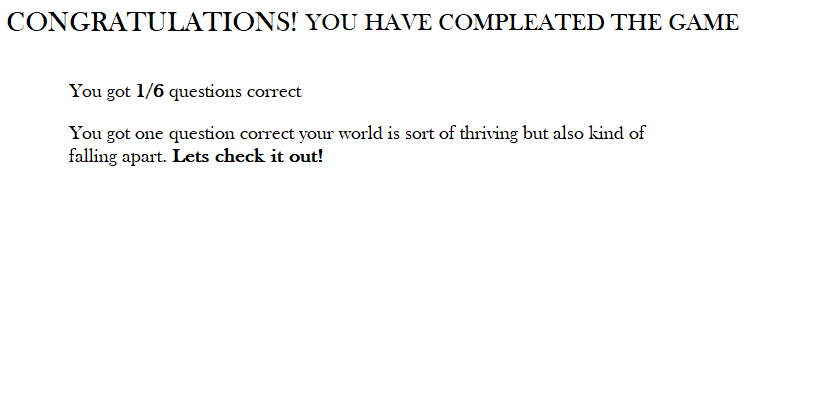 CONGRATULATIONS! YOU HAVE COMPLEATED THE GAME
You got 1/6 questions correct
You got one question correct your world is sort of thriving but also kind of
falling apart. Lets check it out!